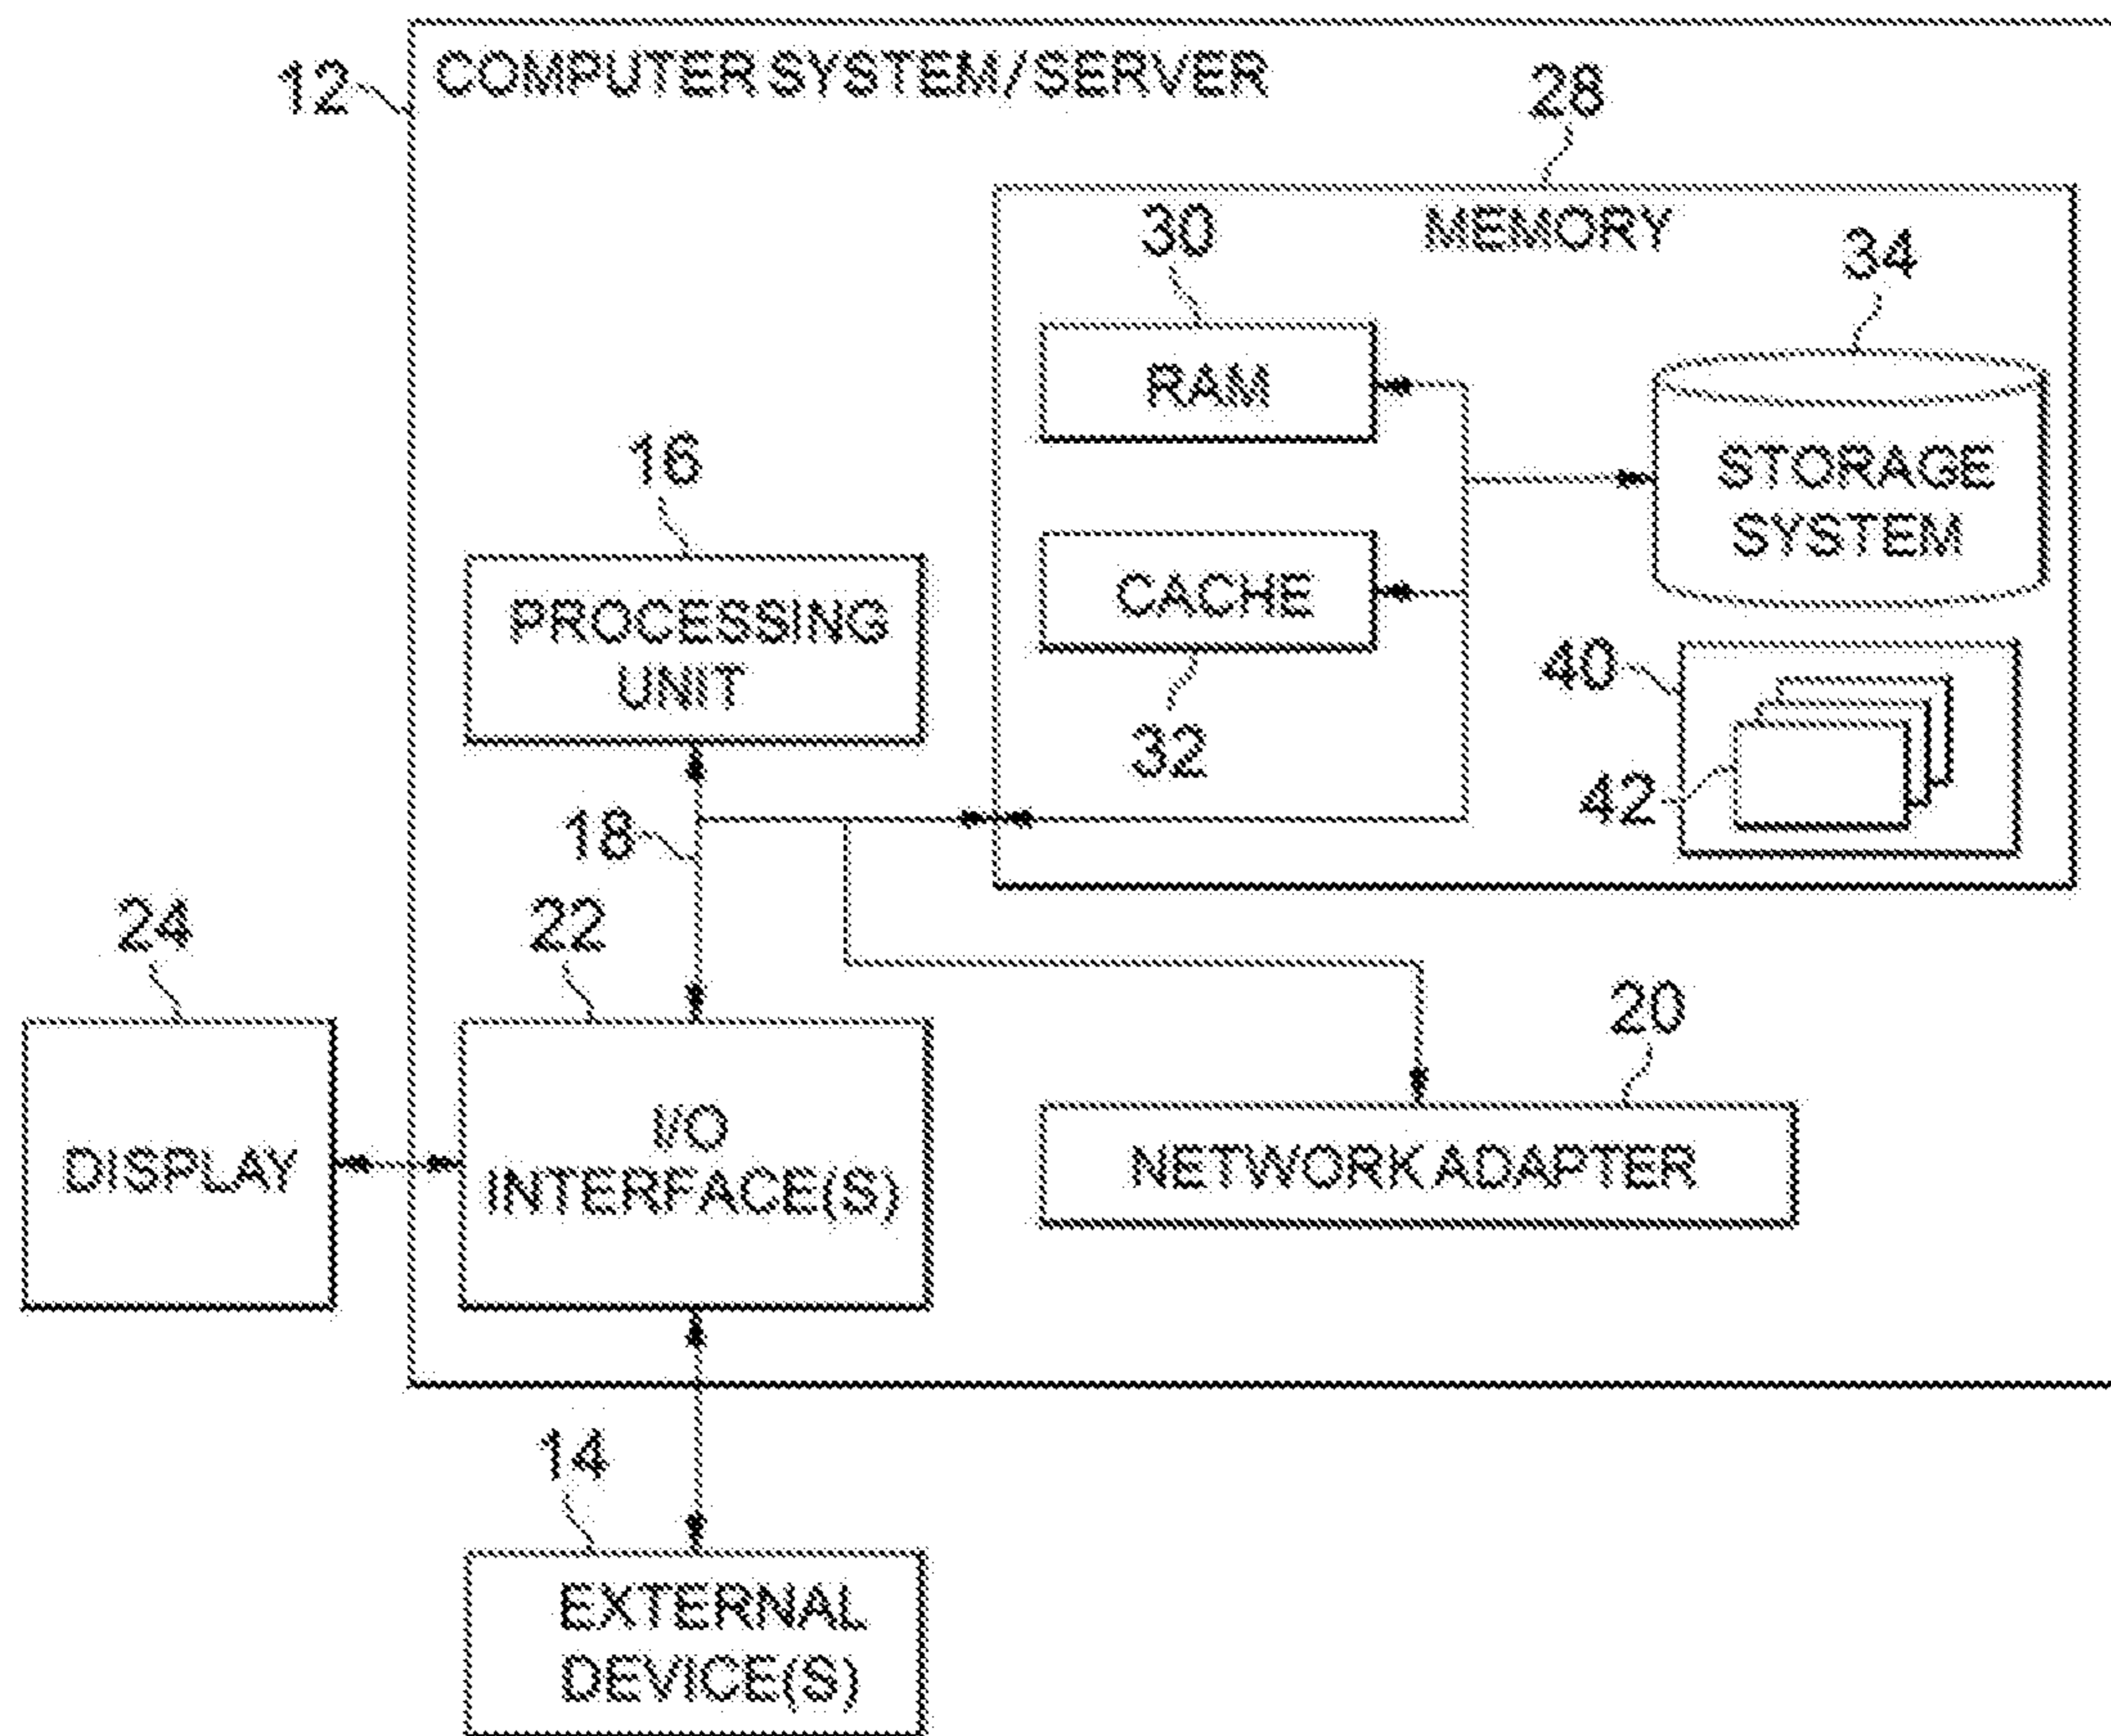 12
COMPUTER SYSTEM/SERVER
28
MEMORY
30
34
RAM
STORAGE
SYSTEM
16
PROCESSING
UNIT
CACHE
32
40
42
18
24
22
20
DISPLAY
I/O
INTERFACE(S)
NETWORK ADAPTER
14
EXTERNAL
DEVICE(S)